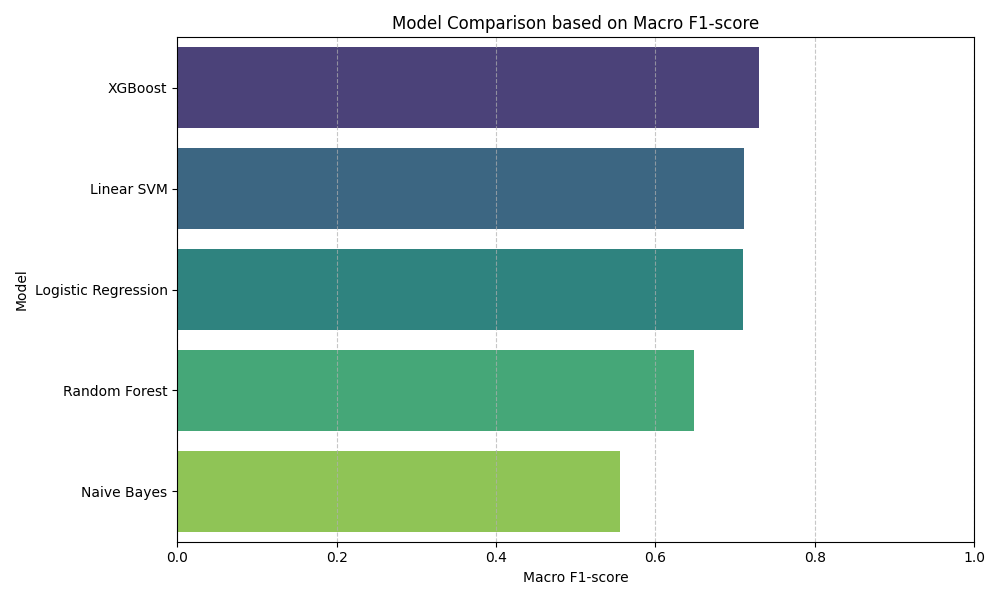 Model Comparison based on Macro F1-score
XGBoost
Linear SVM
Logistic Regression
Random Forest
Naive Bayes
Model
0.0 0.2 0.4 0.6 0.8 1.0
Macro F1-score